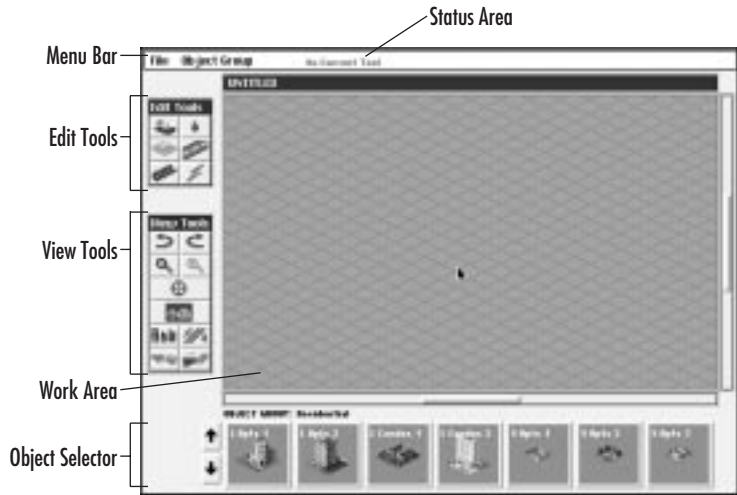 Status Area
Menu Bar
File Object Group No Current Tool
UNTITLED
Edit Tools
Edit Tools
View Tools
View Tools
Work Area
OBJECT GROUP: Residential
Object Selector